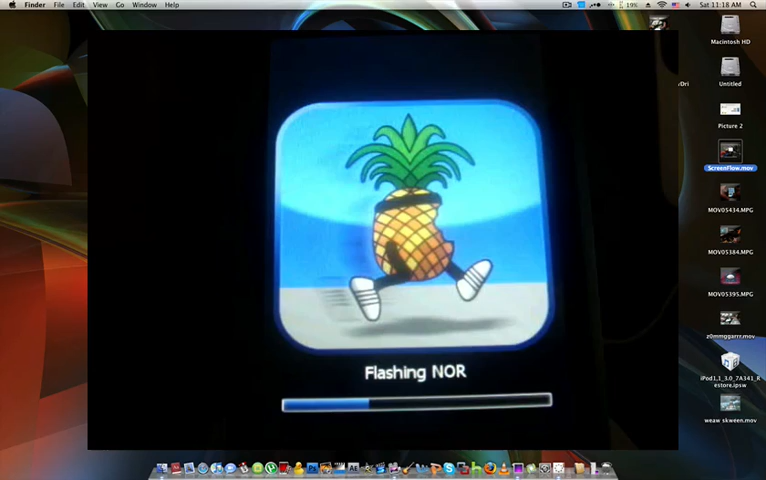 Finder File Edit View Go Window Help
19% Sat 11:18 AM
Macintosh HD
Untitled
Picture 2
ScreenFlow.mov
MOV05434.MPG
MOV05384.MPG
MOV05395.MPG
z0mmggarrr.mov
iPod1,1_3.0_7A341_R
estore.ipsw
weaw skween.mov
Flashing NOR